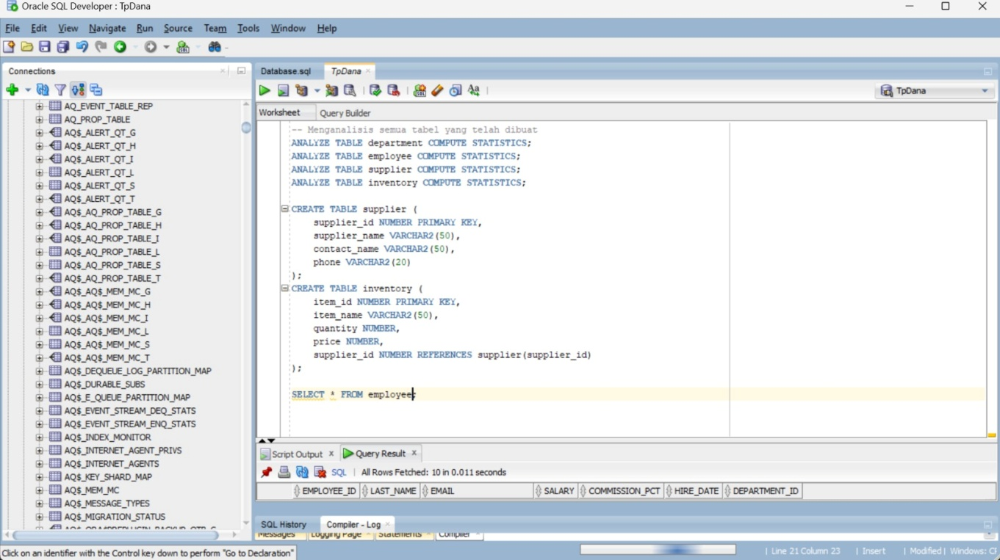 Oracle SQL Developer : TpDana
File Edit View Navigate Run Source Team Tools Window Help
Connections
AQ_EVENT_TABLE_REP
AQ_PROP_TABLE
AQ$_ALERT_QT_G
AQ$_ALERT_QT_H
AQ$_ALERT_QT_I
AQ$_ALERT_QT_L
AQ$_ALERT_QT_S
AQ$_ALERT_QT_T
AQ$_AQ_PROP_TABLE_G
AQ$_AQ_PROP_TABLE_H
AQ$_AQ_PROP_TABLE_I
AQ$_AQ_PROP_TABLE_L
AQ$_AQ_PROP_TABLE_S
AQ$_AQ_PROP_TABLE_T
AQ$_AQ$_MEM_MC_G
AQ$_AQ$_MEM_MC_H
AQ$_AQ$_MEM_MC_I
AQ$_AQ$_MEM_MC_L
AQ$_AQ$_MEM_MC_S
AQ$_AQ$_MEM_MC_T
AQ$_DEQUEUE_LOG_PARTITION_MAP
AQ$_DURABLE_SUBS
AQ$_E_QUEUE_PARTITION_MAP
AQ$_EVENT_STREAM_DEQ_STATS
AQ$_EVENT_STREAM_ENQ_STATS
AQ$_INDEX_MONITOR
AQ$_INTERNET_AGENT_PRIVS
AQ$_INTERNET_AGENTS
AQ$_KEY_SHARD_MAP
AQ$_MEM_MC
AQ$_MESSAGE_TYPES
AQ$_MIGRATION_STATUS
Database.sql TpDana
TpDana
Worksheet Query Builder
-- Menganalisis semua tabel yang telah dibuat
ANALYZE TABLE department COMPUTE STATISTICS;
ANALYZE TABLE employee COMPUTE STATISTICS;
ANALYZE TABLE supplier COMPUTE STATISTICS;
ANALYZE TABLE inventory COMPUTE STATISTICS;
CREATE TABLE supplier (
supplier_id NUMBER PRIMARY KEY,
supplier_name VARCHAR2(50),
contact_name VARCHAR2(50),
phone VARCHAR2(20)
);
CREATE TABLE inventory (
item_id NUMBER PRIMARY KEY,
item_name VARCHAR2(50),
quantity NUMBER,
price NUMBER,
supplier_id NUMBER REFERENCES supplier(supplier_id)
);
SELECT * FROM employee;
Script Output Query Result
SQL All Rows Fetched: 10 in 0.011 seconds
EMPLOYEE_ID LAST_NAME EMAIL SALARY COMMISSION_PCT HIRE_DATE DEPARTMENT_ID
SQL History Compiler - Log
Messages Logging Page Statements Compiler
Click on an identifier with the Control key down to perform "Go to Declaration"
Line 21 Column 23 Insert Modified Windows: